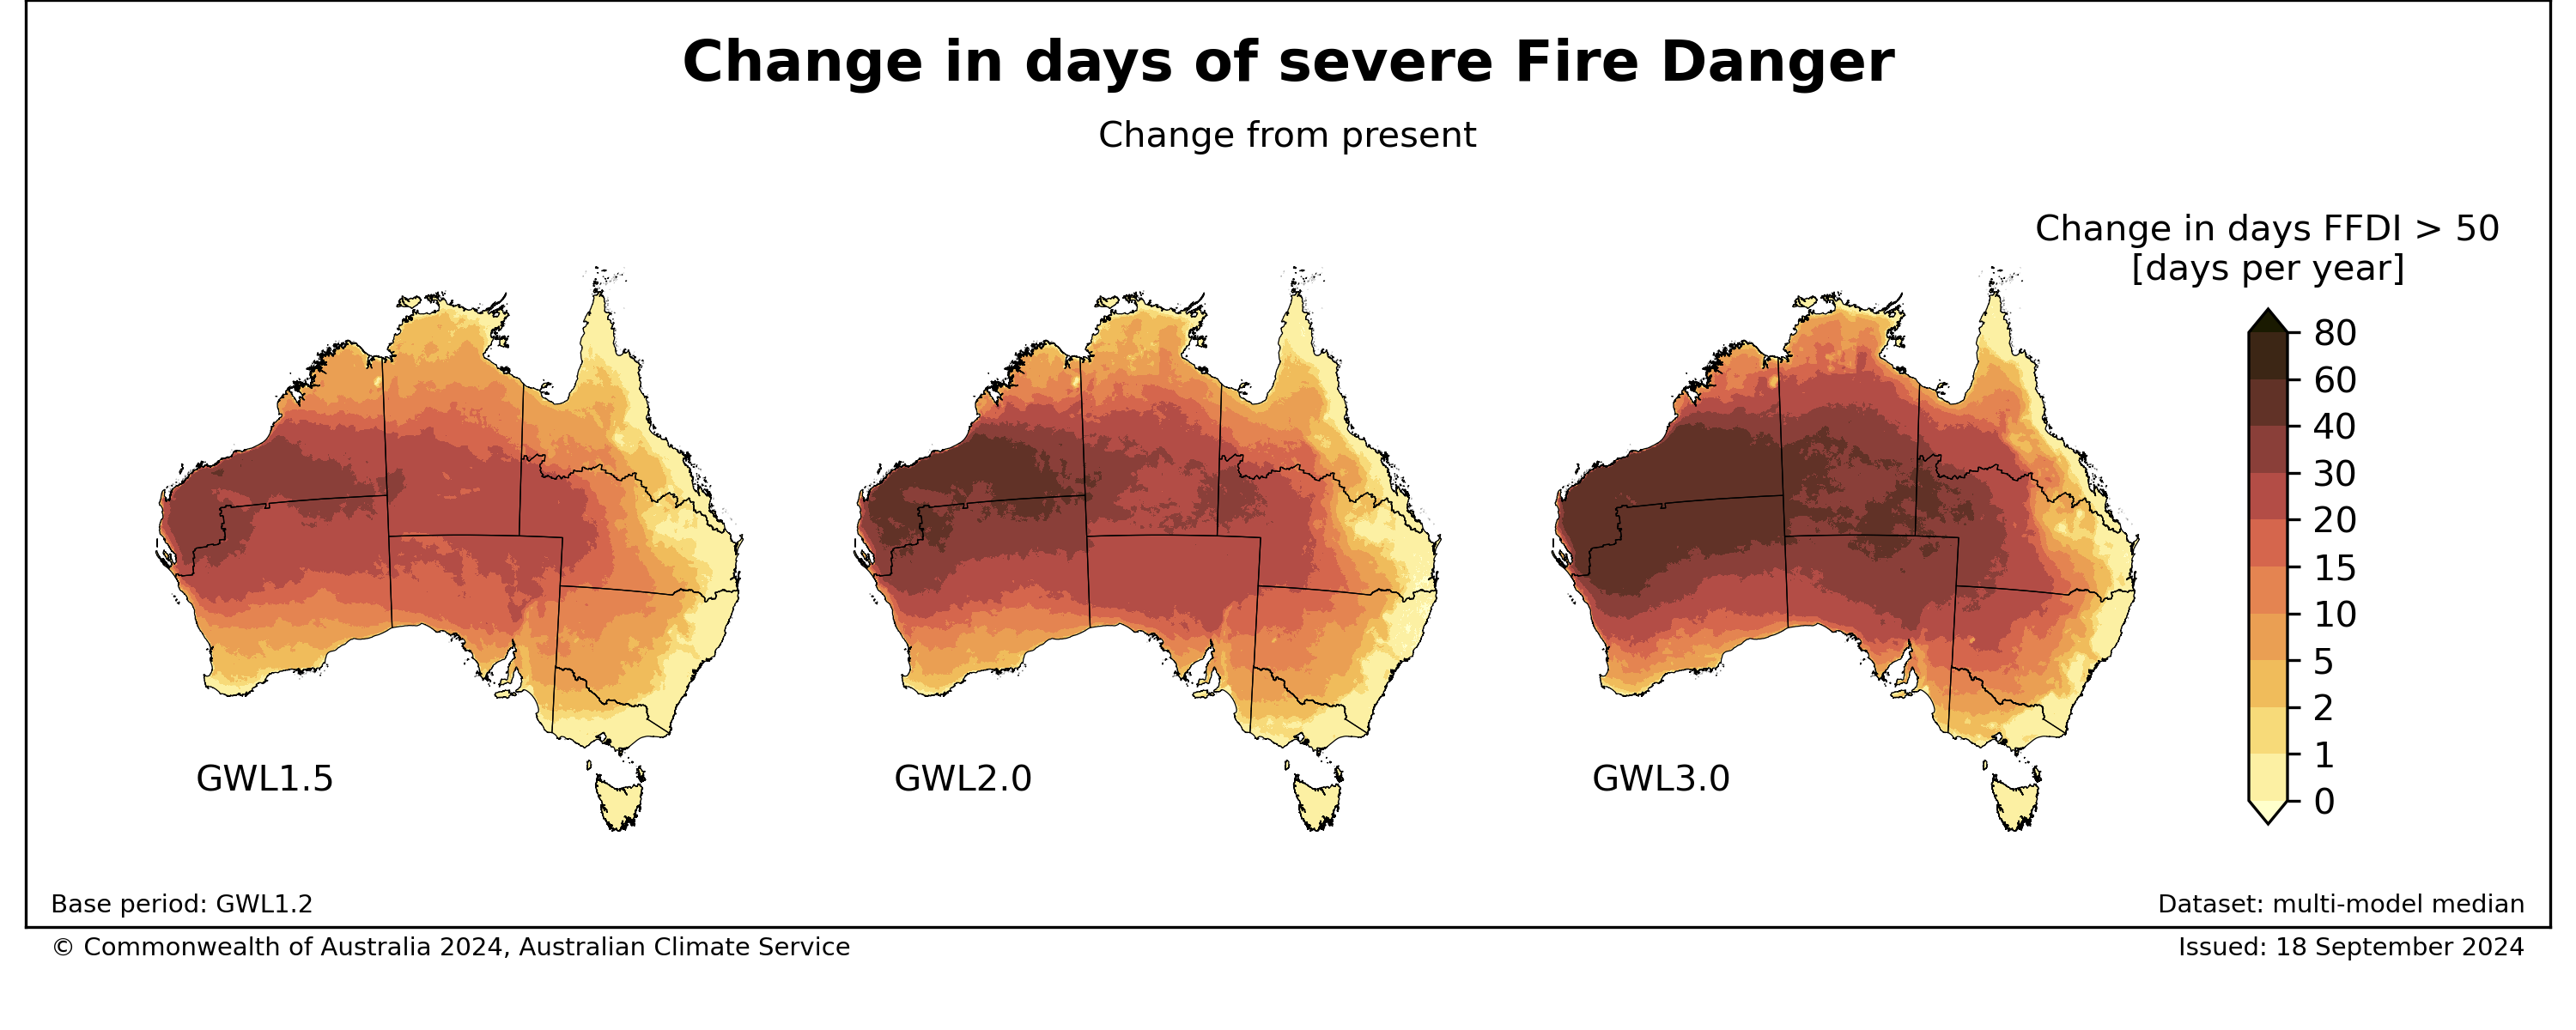 Change in days of severe Fire Danger
Change from present
Change in days FFDI > 50
[days per year]
80
60
40
30
20
15
10
5
2
1
0
GWL1.5
GWL2.0
GWL3.0
Base period: GWL1.2
Dataset: multi-model median
© Commonwealth of Australia 2024, Australian Climate Service
Issued: 18 September 2024